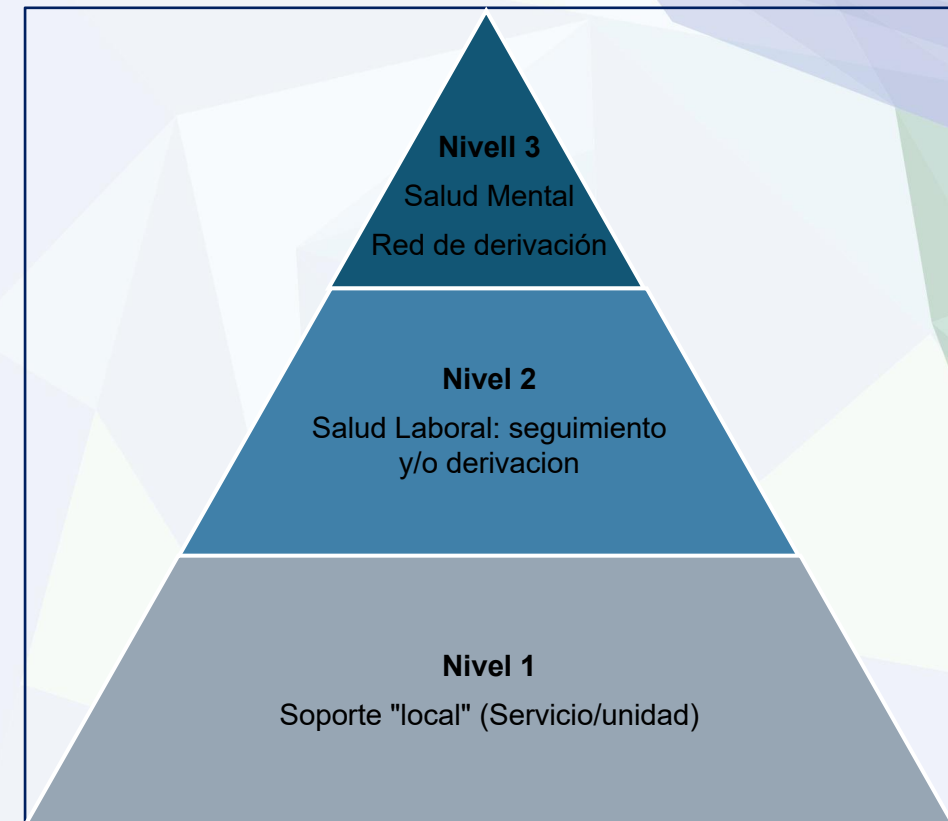 Nivell 3
Salud Mental
Red de derivación
Nivel 2
Salud Laboral: seguimiento
y/o derivacion
Nivel 1
Soporte "local" (Servicio/unidad)